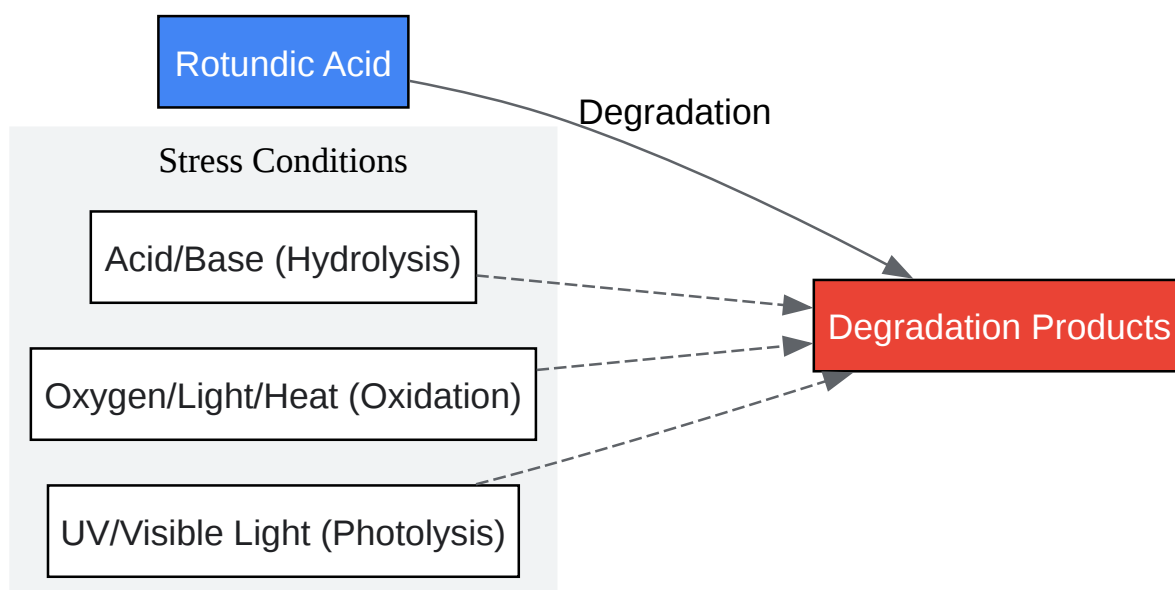 Rotundic Acid
Degradation
Stress Conditions
Acid/Base (Hydrolysis)
Degradation Products
Oxygen/Light/Heat (Oxidation)
UV/Visible Light (Photolysis)